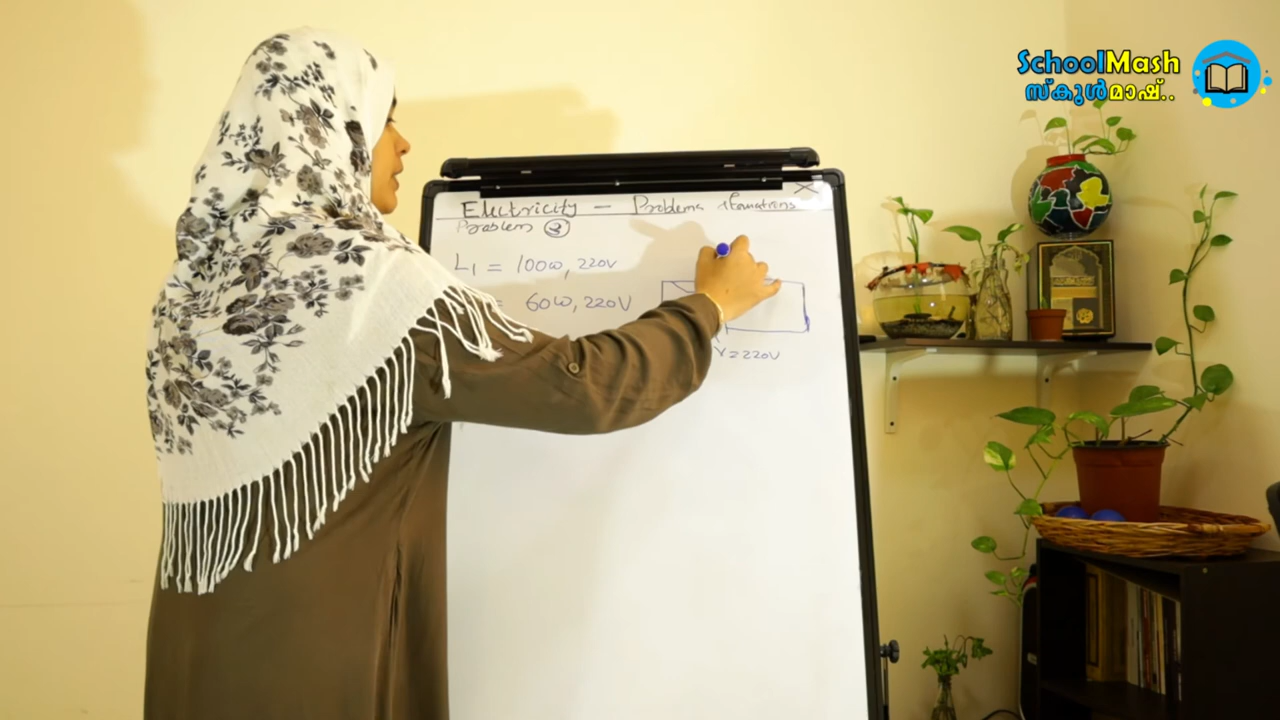 SchoolMash
സ്കൂൾമാഷ്..
Electricity - Problems
Problem 3
L1 = 100W, 220V
= 60W, 220V
V = 220V